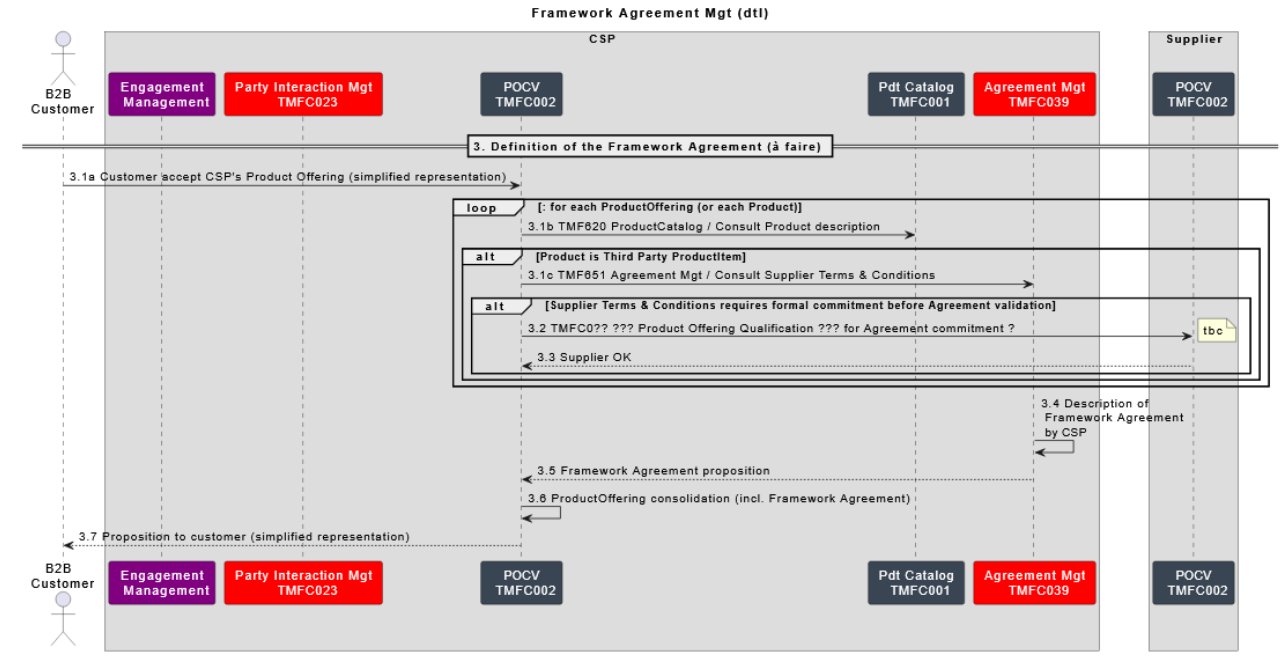 Framework Agreement Mgt (dtl)
CSP
Supplier
B2B
Customer
Engagement
Management
Party Interaction Mgt
TMFC023
POCV
TMFC002
Pdt Catalog
TMFC001
Agreement Mgt
TMFC039
POCV
TMFC002
3. Definition of the Framework Agreement (à faire)
3.1a Customer accept CSP's Product Offering (simplified representation)
loop
[: for each ProductOffering (or each Product)]
3.1b TMF620 ProductCatalog / Consult Product description
alt
[Product is Third Party ProductItem]
3.1c TMF651 Agreement Mgt / Consult Supplier Terms & Conditions
alt
[Supplier Terms & Conditions requires formal commitment before Agreement validation]
3.2 TMFC0?? ??? Product Offering Qualification ??? for Agreement commitment ?
tbc
3.3 Supplier OK
3.4 Description of
Framework Agreement
by CSP
3.5 Framework Agreement proposition
3.6 ProductOffering consolidation (incl. Framework Agreement)
3.7 Proposition to customer (simplified representation)
B2B
Customer
Engagement
Management
Party Interaction Mgt
TMFC023
POCV
TMFC002
Pdt Catalog
TMFC001
Agreement Mgt
TMFC039
POCV
TMFC002